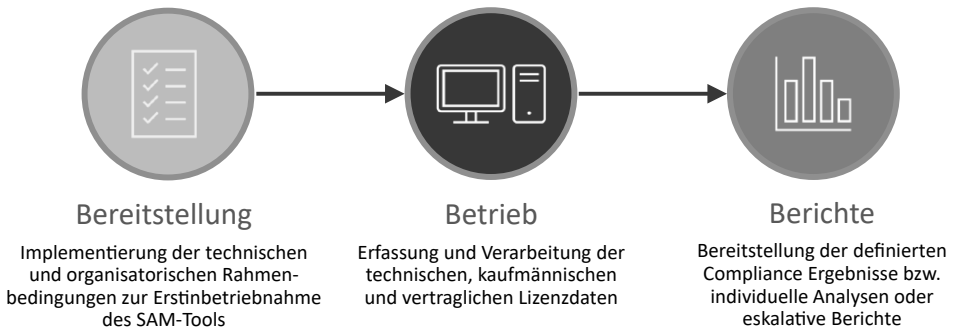 Bereitstellung
Implementierung der technischen
und organisatorischen Rahmen-
bedingungen zur Erstinbetriebnahme
des SAM-Tools
Betrieb
Erfassung und Verarbeitung der
technischen, kaufmännischen
und vertraglichen Lizenzdaten
Berichte
Bereitstellung der definierten
Compliance Ergebnisse bzw.
individuelle Analysen oder
eskalative Berichte